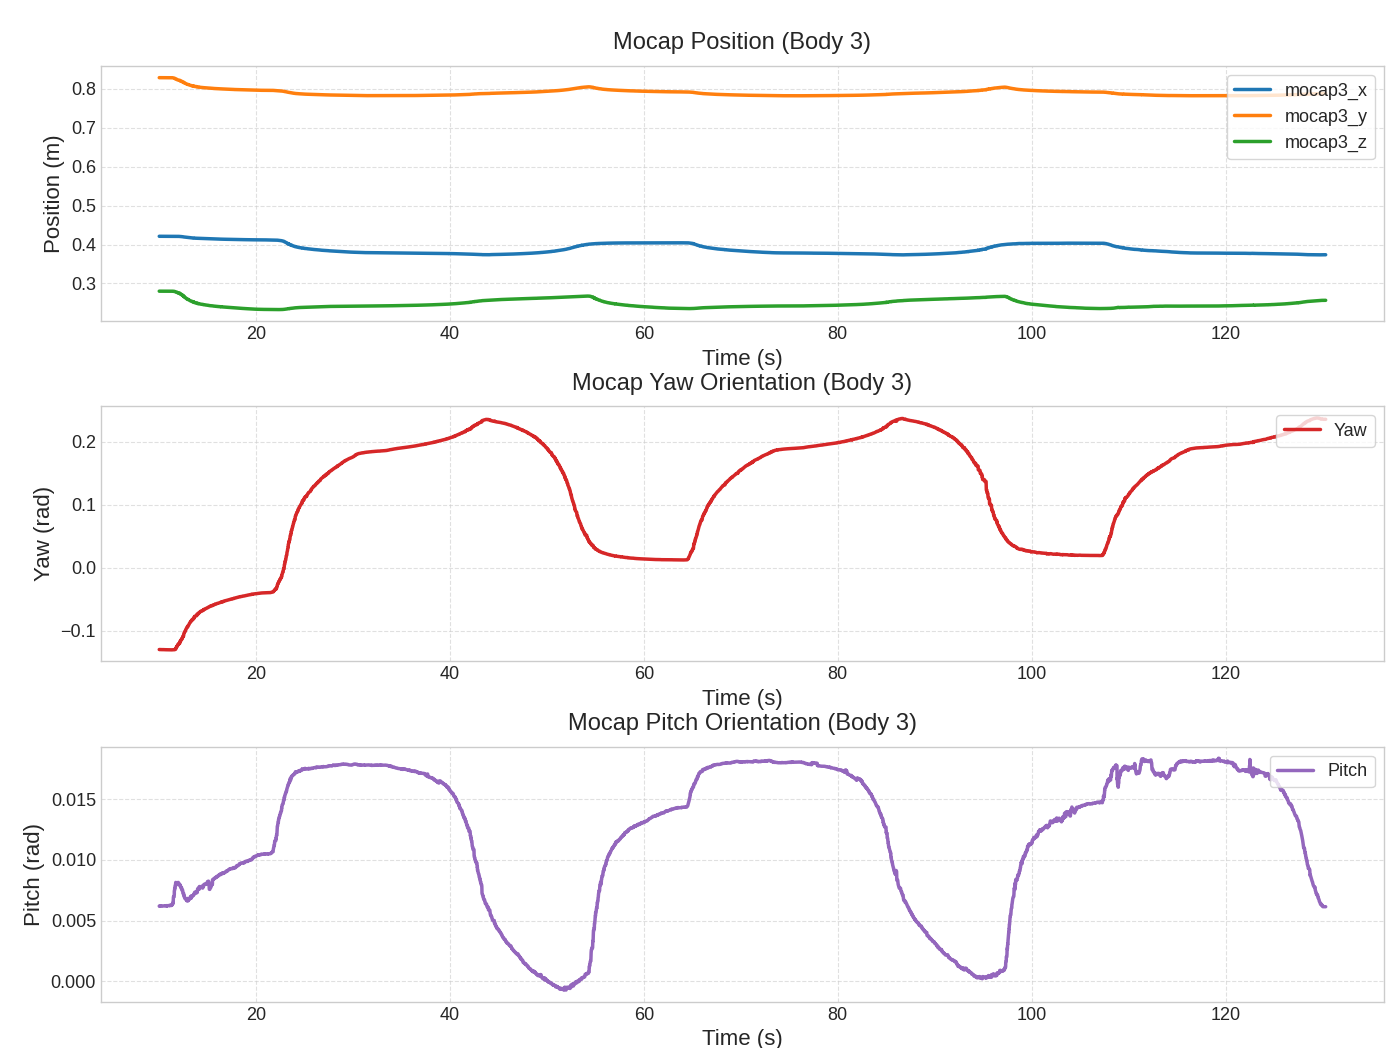 Mocap Position (Body 3)
Position (m)
0.8
0.7
0.6
0.5
0.4
0.3
mocap3_x
mocap3_y
mocap3_z
20 40 60 80 100 120
Time (s)
Mocap Yaw Orientation (Body 3)
Yaw (rad)
0.2
0.1
0.0
−0.1
Yaw
20 40 60 80 100 120
Time (s)
Mocap Pitch Orientation (Body 3)
Pitch (rad)
0.015
0.010
0.005
0.000
Pitch
20 40 60 80 100 120
Time (s)